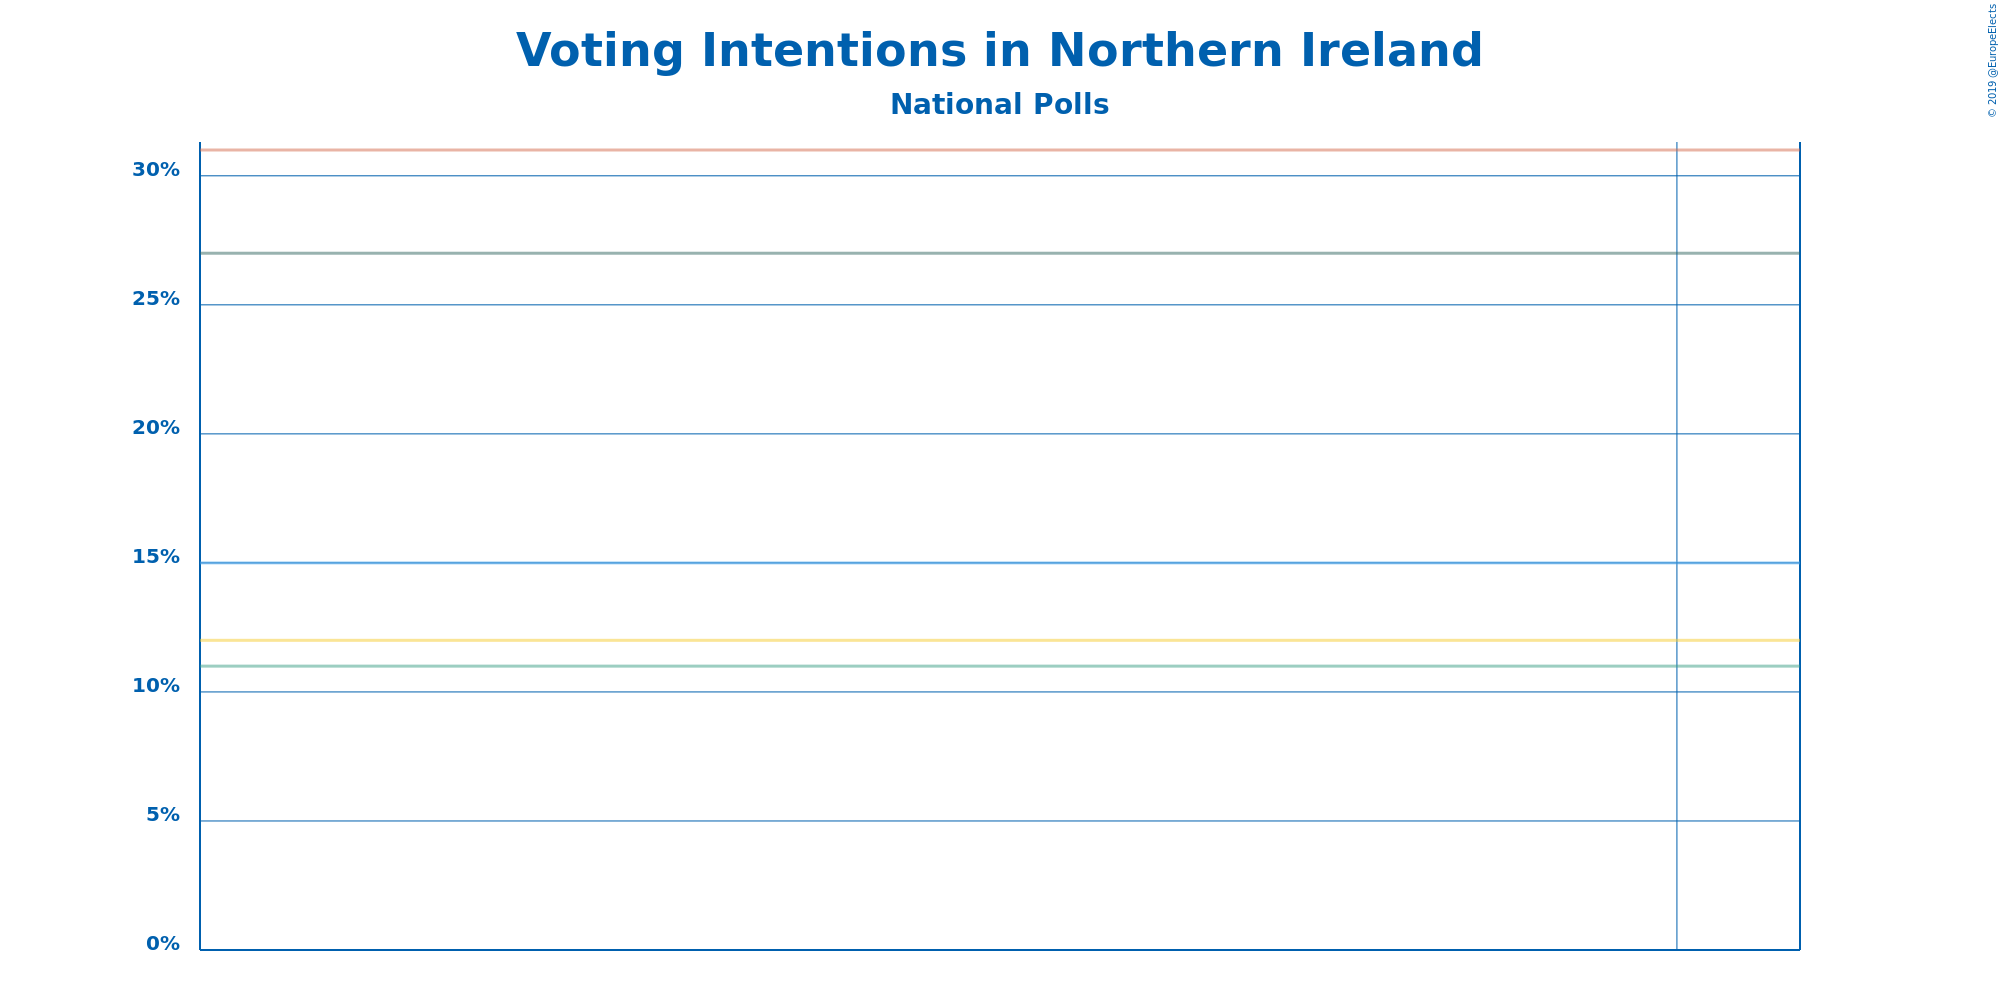 Voting Intentions in Northern Ireland
National Polls
© 2019 @EuropeElects
30%
25%
20%
15%
10%
5%
0%